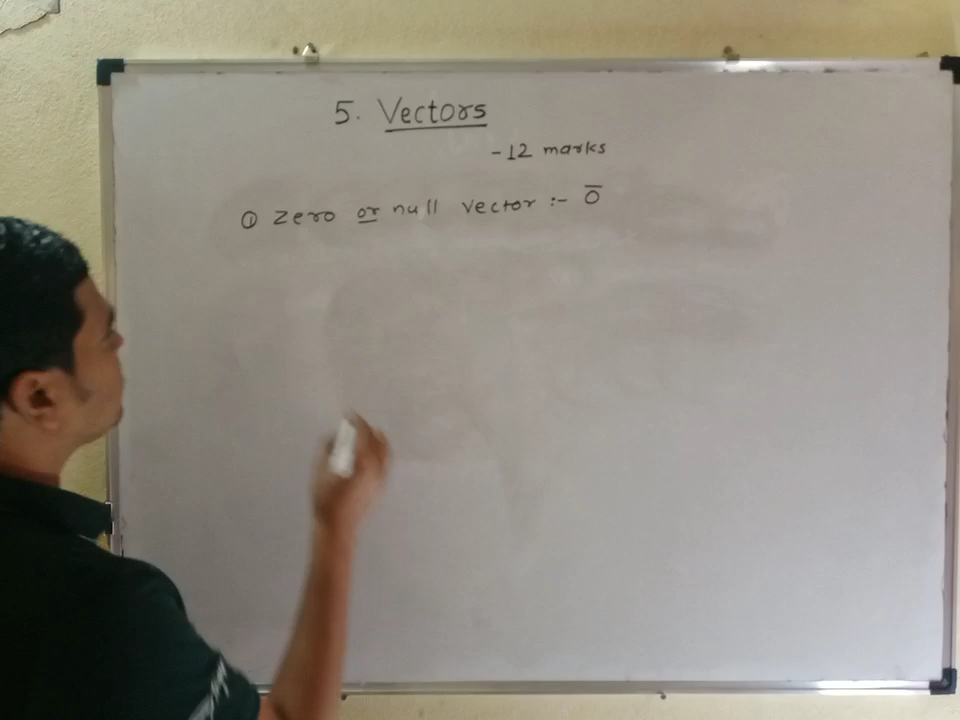 5. Vectors
-12 marks
① Zero or null vector :- 0̅